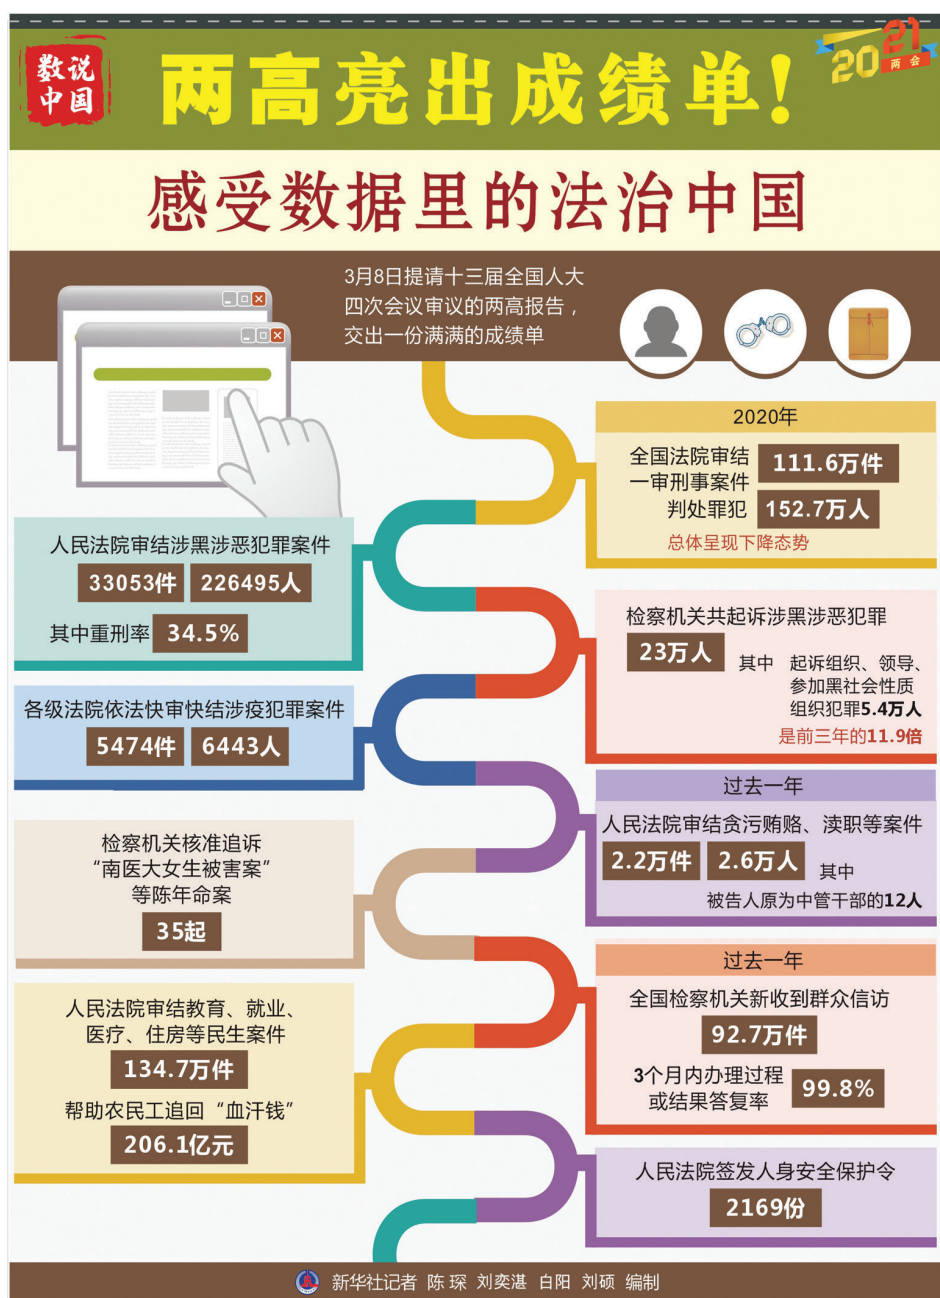 数说
中国
两高亮出成绩单!
2021
两会
感受数据里的法治中国
3月8日提请十三届全国人大
四次会议审议的两高报告，
交出一份满满的成绩单
2020年
全国法院审结
一审刑事案件
111.6万件
判处罪犯 152.7万人
总体呈现下降态势
人民法院审结涉黑涉恶犯罪案件
33053件 226495人
其中重刑率 34.5%
检察机关共起诉涉黑涉恶犯罪
23万人 其中 起诉组织、领导、
参加黑社会性质
组织犯罪5.4万人
是前三年的11.9倍
各级法院依法快审快结涉疫犯罪案件
5474件 6443人
过去一年
人民法院审结贪污贿赂、渎职等案件
2.2万件 2.6万人 其中
被告人原为中管干部的12人
检察机关核准追诉
“南医大女生被害案”
等陈年命案
35起
过去一年
全国检察机关新收到群众信访
92.7万件
3个月内办理过程
或结果答复率
99.8%
人民法院审结教育、就业、
医疗、住房等民生案件
134.7万件
帮助农民工追回“血汗钱”
206.1亿元
人民法院签发人身安全保护令
2169份
新华社记者 陈琛 刘奕湛 白阳 刘硕 编制